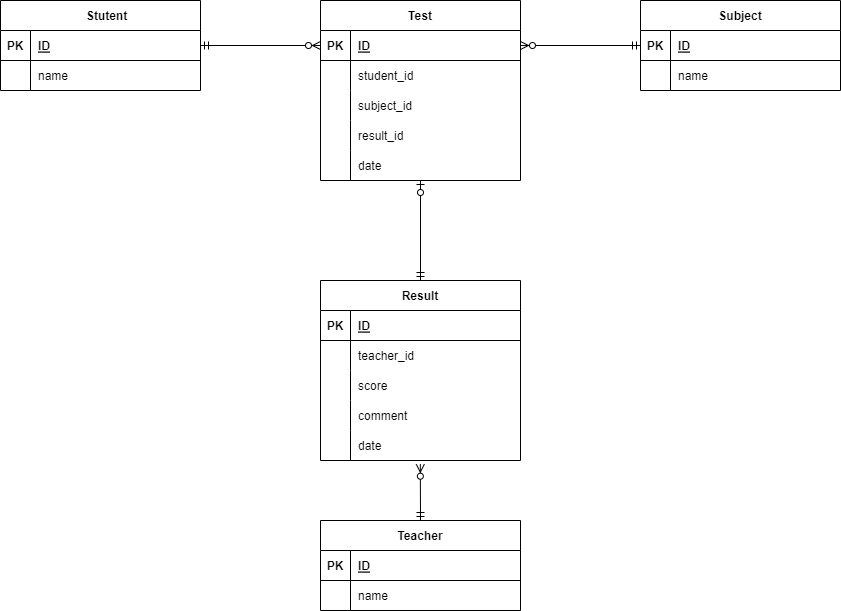 Stutent
PK ID
name
Test
PK ID
student_id
subject_id
result_id
date
Subject
PK ID
name
Result
PK ID
teacher_id
score
comment
date
Teacher
PK ID
name